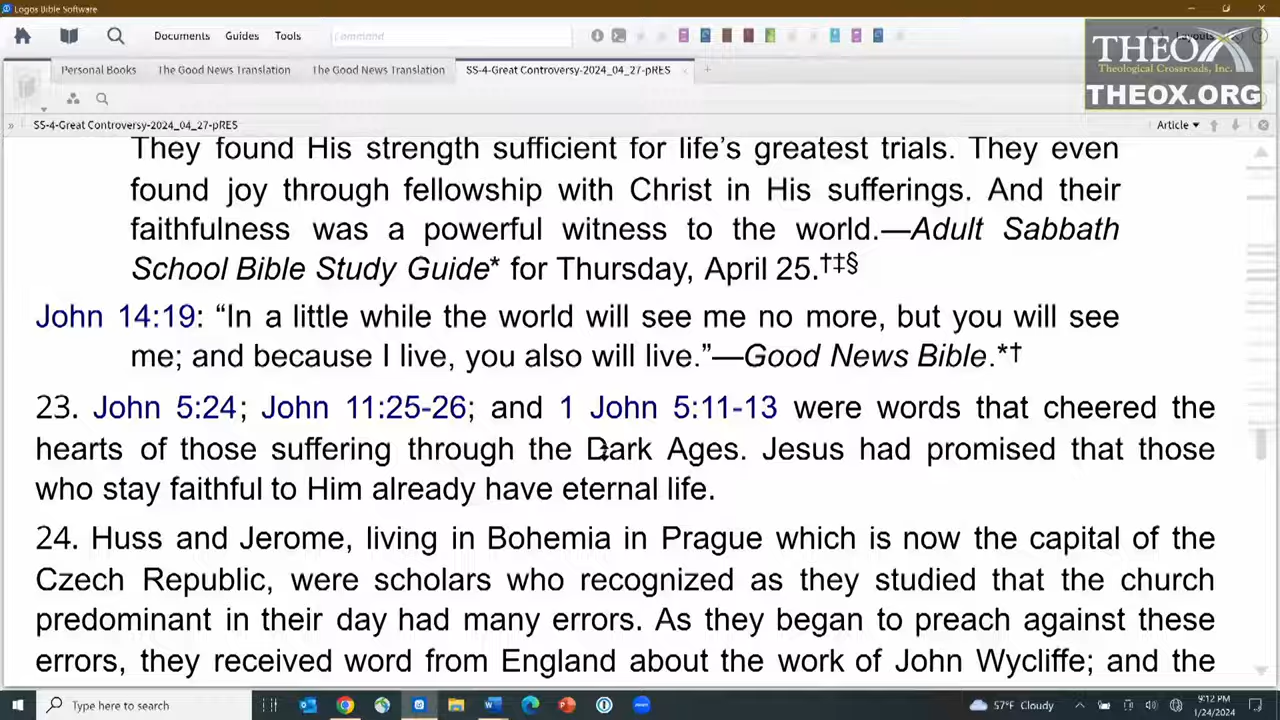 Logos Bible Software
Documents Guides Tools
Command
Layouts
THEOX
Theological Crossroads, Inc.
THEOX.ORG
Personal Books
The Good News Translation
The Good News Transla
SS-4-Great Controversy-2024_04_27-pRES
SS-4-Great Controversy-2024_04_27-pRES
Article
They found His strength sufficient for life’s greatest trials. They even
found joy through fellowship with Christ in His sufferings. And their
faithfulness was a powerful witness to the world.—Adult Sabbath
School Bible Study Guide* for Thursday, April 25.†‡§
John 14:19: “In a little while the world will see me no more, but you will see
me; and because I live, you also will live.”—Good News Bible.*†
23. John 5:24; John 11:25-26; and 1 John 5:11-13 were words that cheered the
hearts of those suffering through the Dark Ages. Jesus had promised that those
who stay faithful to Him already have eternal life.
24. Huss and Jerome, living in Bohemia in Prague which is now the capital of the
Czech Republic, were scholars who recognized as they studied that the church
predominant in their day had many errors. As they began to preach against these
errors, they received word from England about the work of John Wycliffe; and the
Type here to search
57°F Cloudy
9:12 PM
1/24/2024